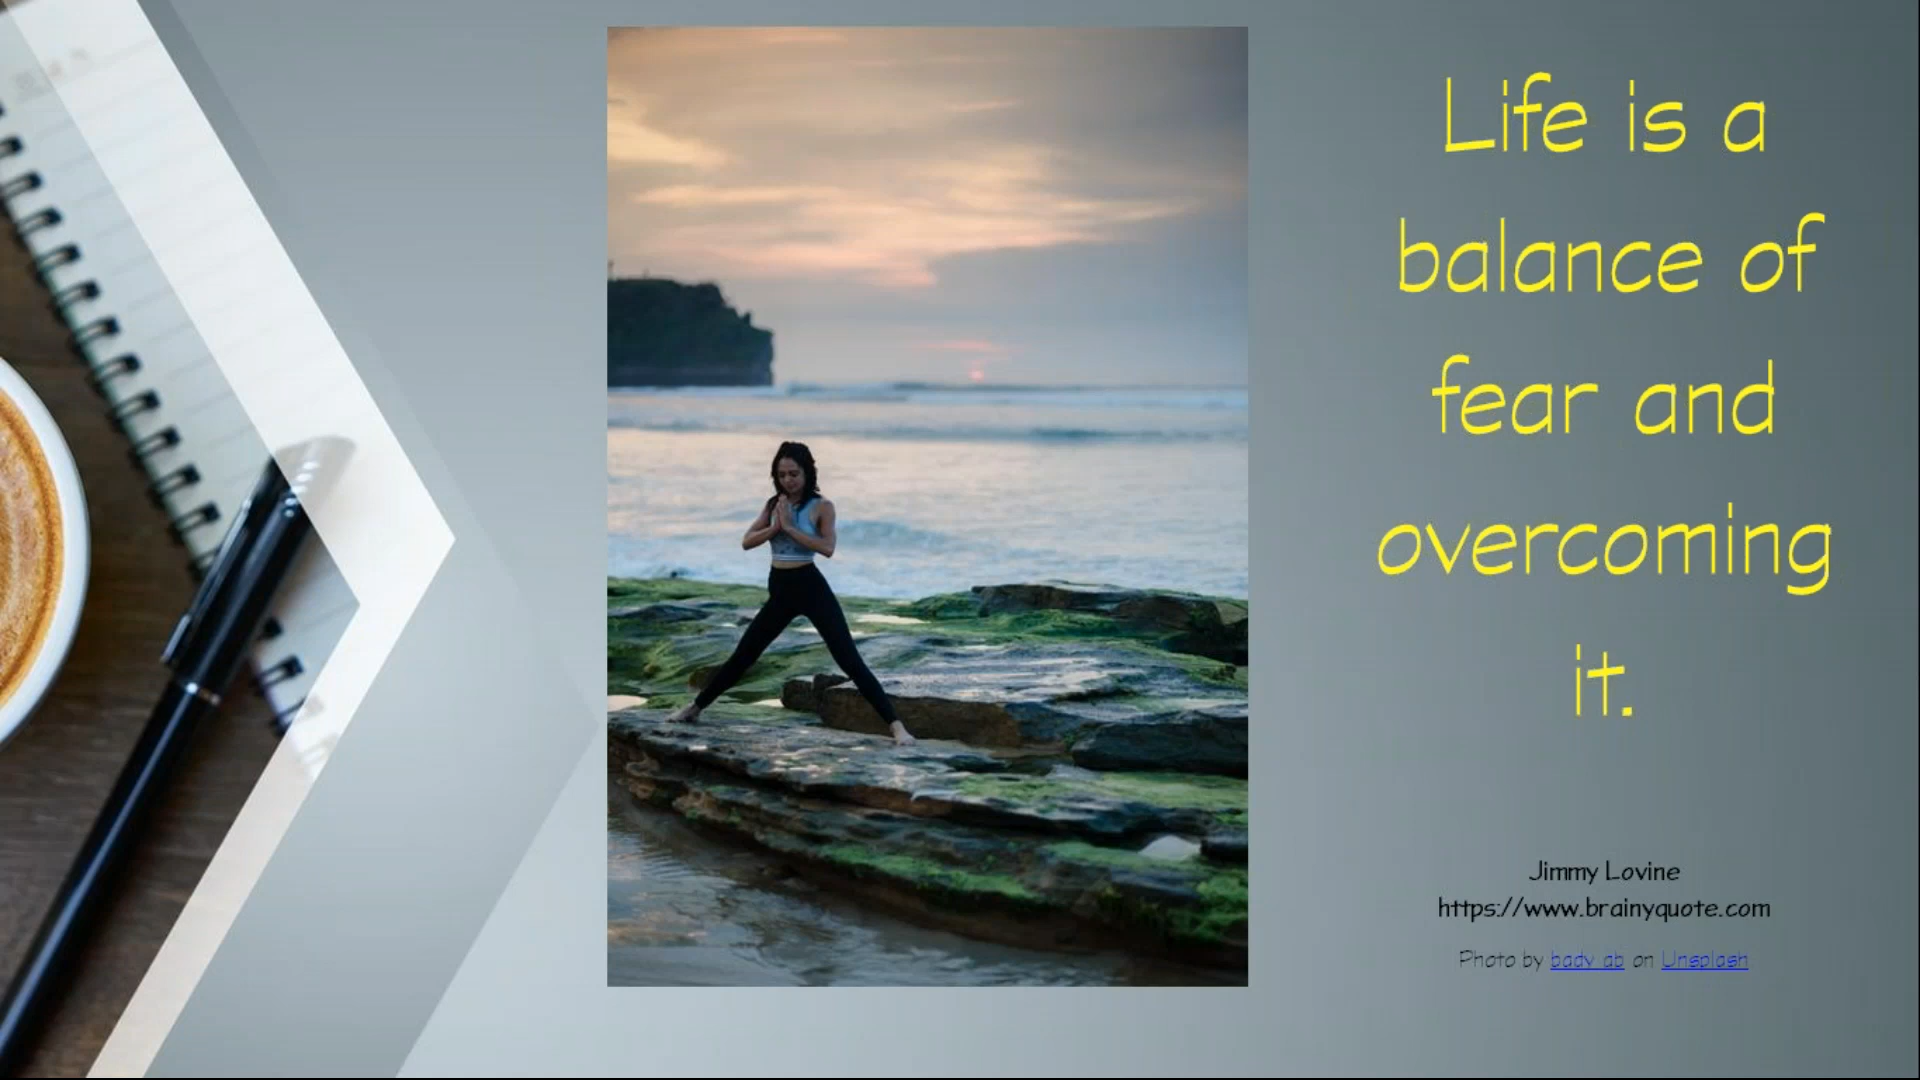 Life is a
balance of
fear and
overcoming
it.
Jimmy Lovine
https://www.brainyquote.com
Photo by bady ab on Unsplash